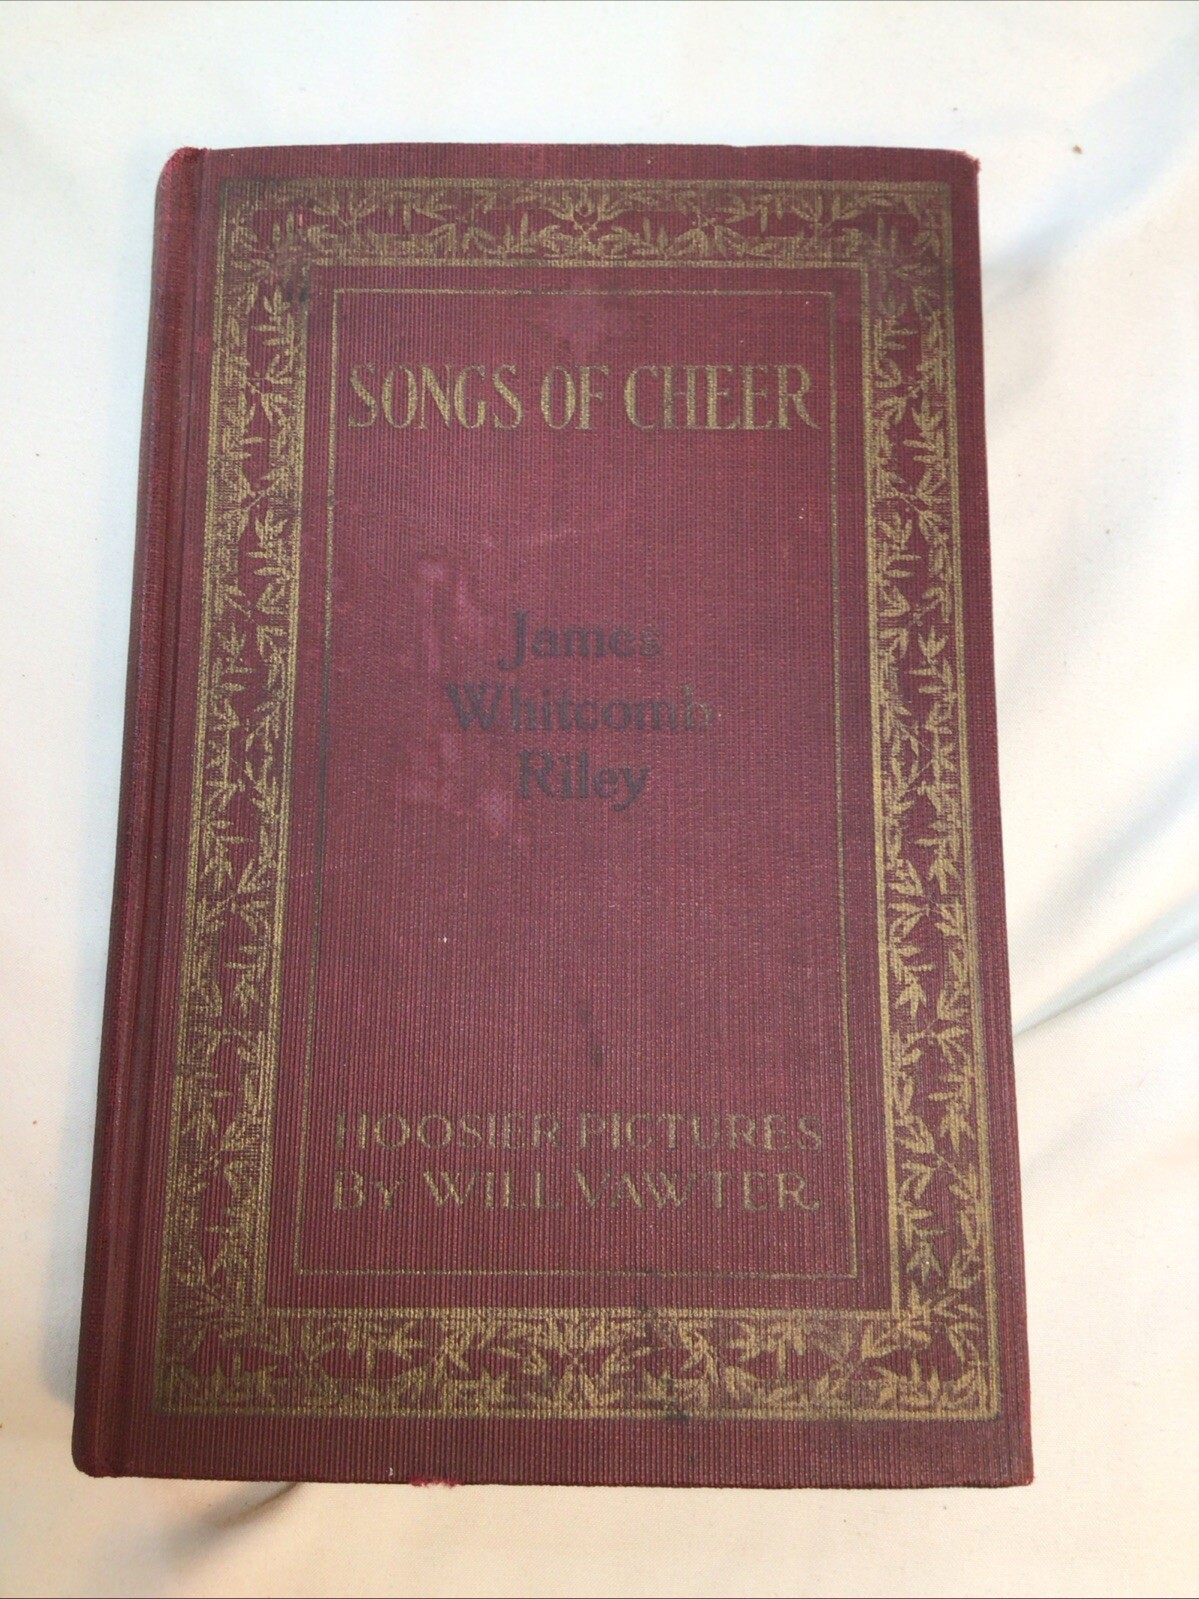 SONGS OF CHEER
James
Whitcomb
Riley
HOOSIER PICTURES
BY WILL VAWTER